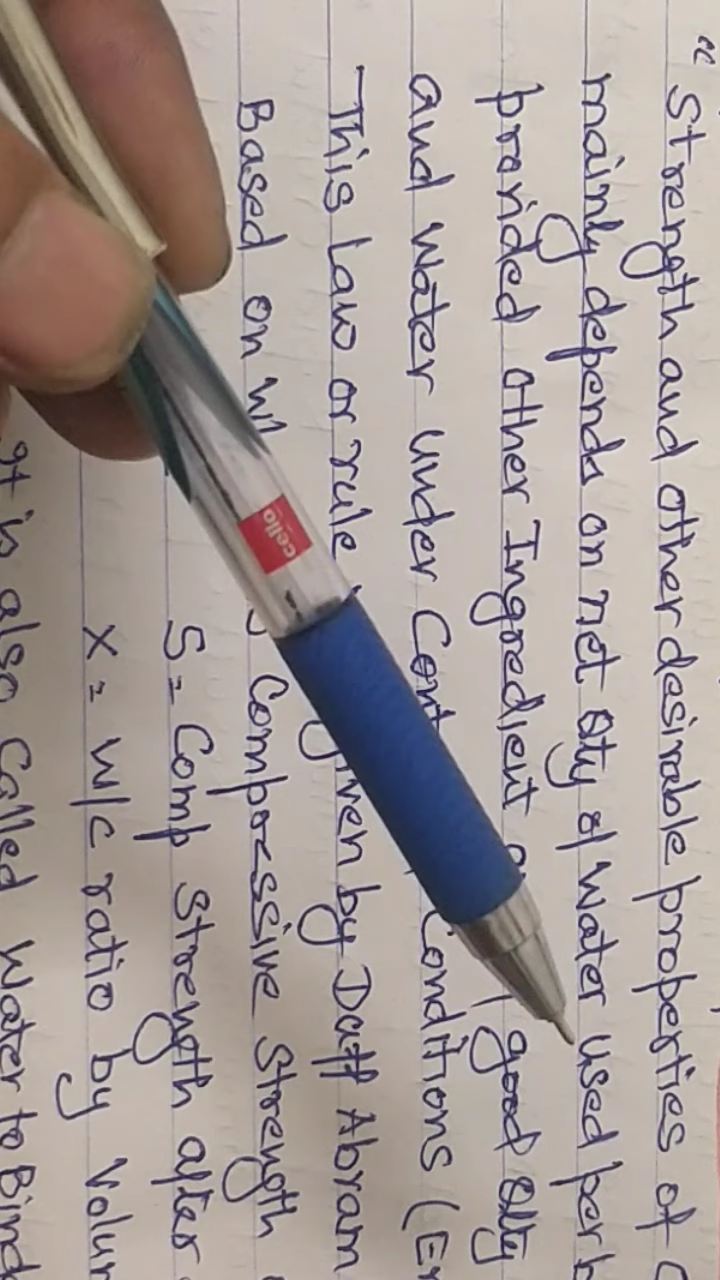 " Strength and other desirable properties of
mainly depends on net Qty of Water used per
provided other Ingredient good Qlty
and Water under Conditions
This Law or rule given by Duff Abram
Based on Compressive Strength
S = Comp Strength after
X = W/C ratio by
It is also Called Water to
cello